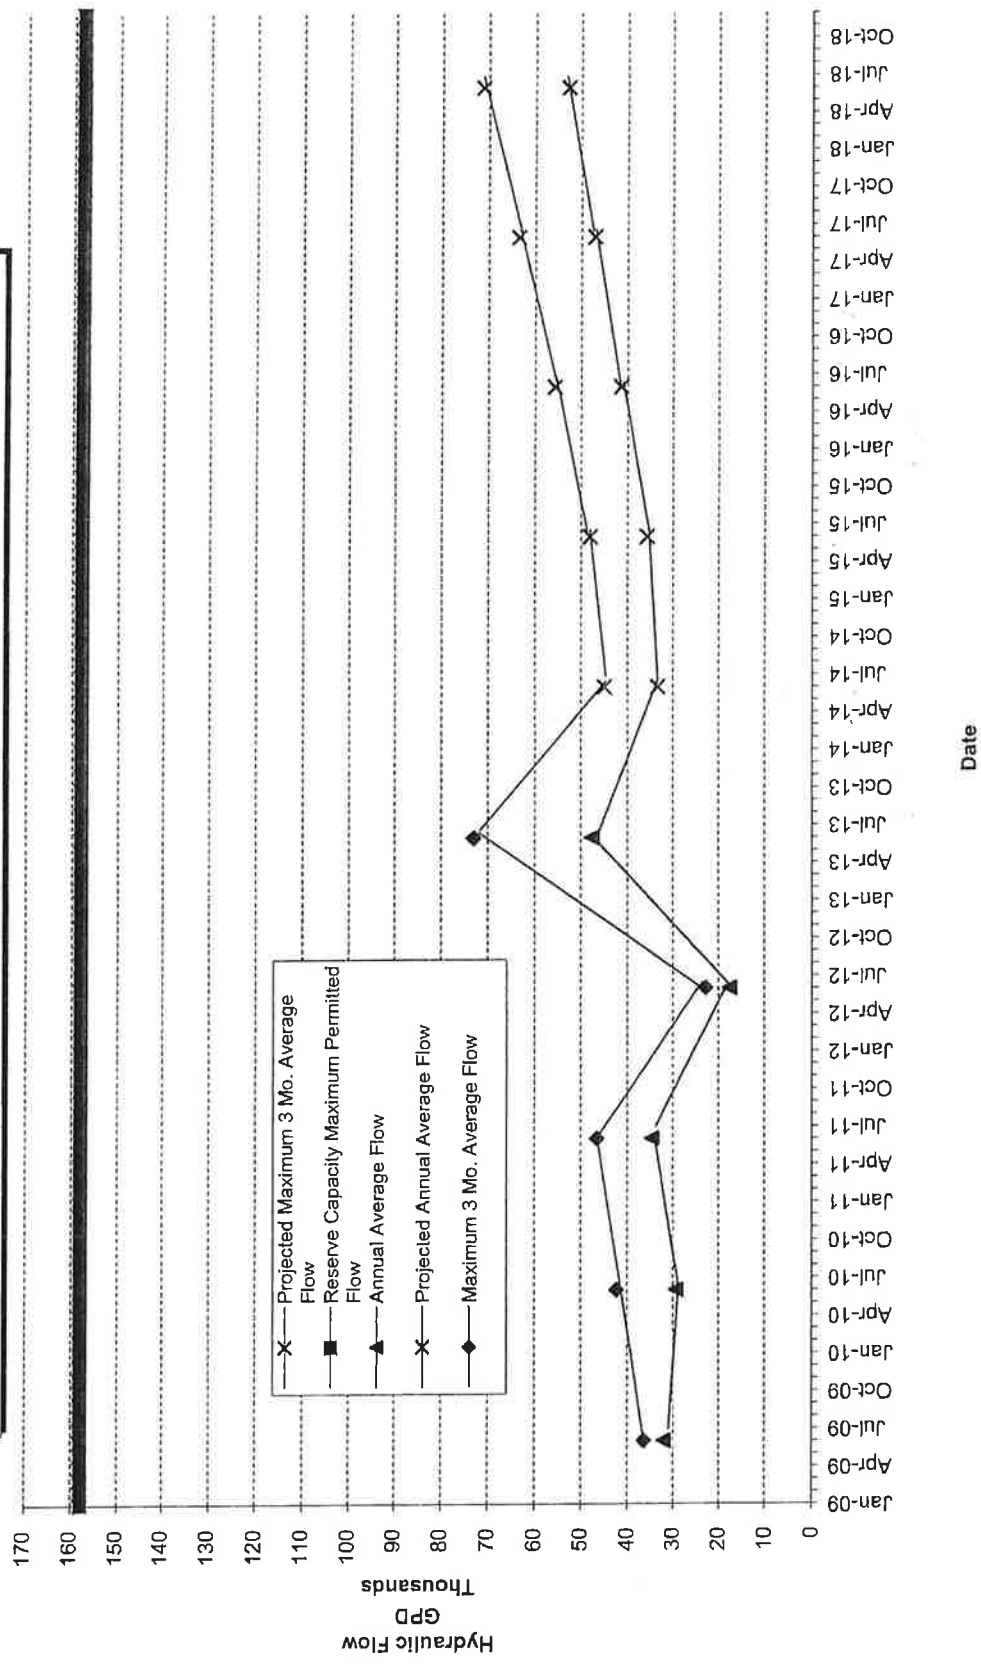 Hydraulic Flow
GPD
Thousands
170
160
150
140
130
120
110
100
90
80
70
60
50
40
30
20
10
0
Projected Maximum 3 Mo. Average
Flow
Reserve Capacity Maximum Permitted
Flow
Annual Average Flow
Projected Annual Average Flow
Maximum 3 Mo. Average Flow
Jan-09
Apr-09
Jul-09
Oct-09
Jan-10
Apr-10
Jul-10
Oct-10
Jan-11
Apr-11
Jul-11
Oct-11
Jan-12
Apr-12
Jul-12
Oct-12
Jan-13
Apr-13
Jul-13
Oct-13
Jan-14
Apr-14
Jul-14
Oct-14
Jan-15
Apr-15
Jul-15
Oct-15
Jan-16
Apr-16
Jul-16
Oct-16
Jan-17
Apr-17
Jul-17
Oct-17
Jan-18
Apr-18
Jul-18
Oct-18
Date